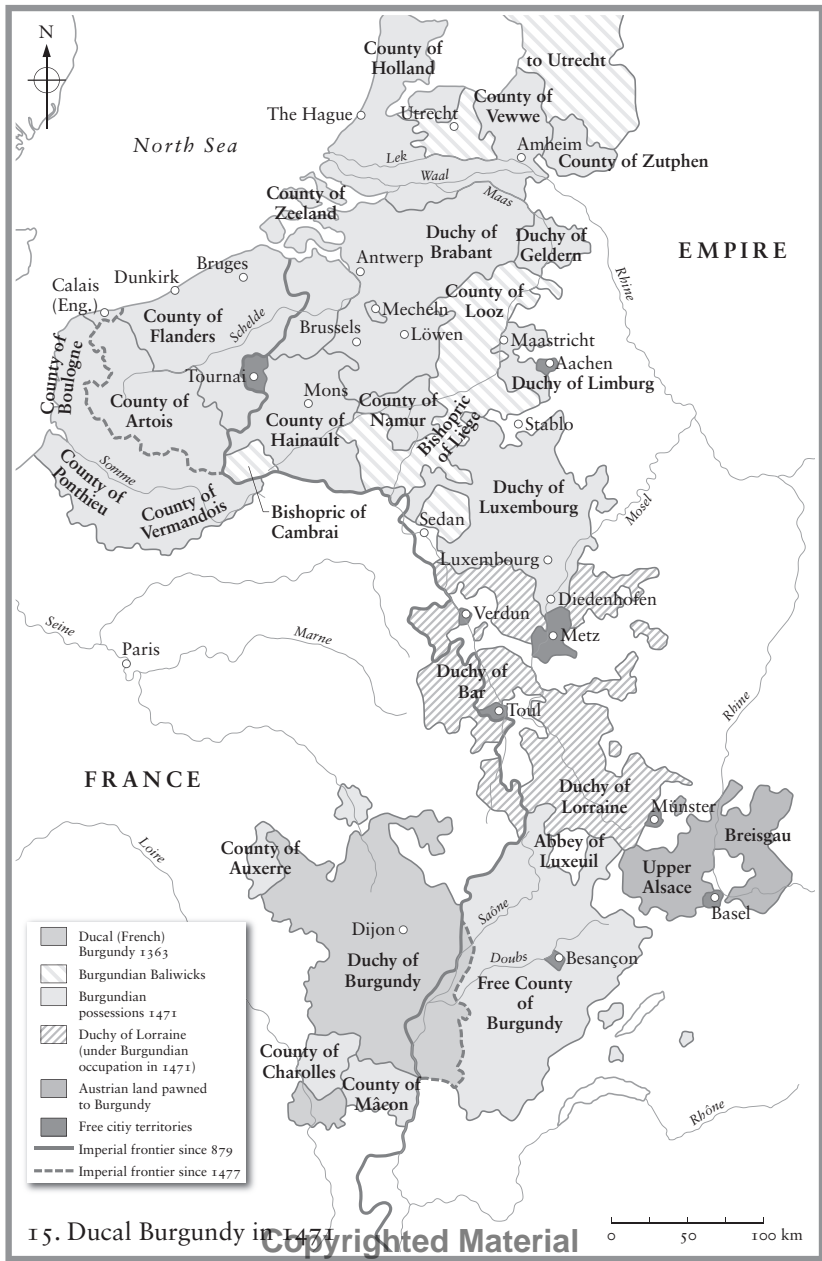 N
County of
Holland
to Utrecht
The Hague
Utrecht
County of
Vewwe
North Sea
Lek
Amheim
County of Zutphen
Waal
County of
Zeeland
Maas
Duchy of
Brabant
Duchy of
Geldern
EMPIRE
Bruges
Antwerp
Rhine
Dunkirk
Calais
(Eng.)
County of
Looz
County of
Flanders
Schelde
Mecheln
Brussels
Löwen
Maastricht
County of
Boulogne
Tournai
Aachen
Duchy of Limburg
Mons
County of
Artois
County of
Namur
County of
Hainault
Bishopric
of Liege
Stablo
Somme
County of
Ponthieu
County of
Vermandois
Duchy of
Luxembourg
Bishopric of
Cambrai
Mosel
Sedan
Luxembourg
Diedenhofen
Seine
Verdun
Metz
Marne
Paris
Duchy of
Bar
Toul
Rhine
FRANCE
Duchy of
Lorraine
Münster
Loire
County of
Auxerre
Abbey of
Luxeuil
Breisgau
Upper
Alsace
Basel
Saône
Dijon
Duchy of
Burgundy
Doubs
Besançon
Free County
of
Burgundy
County of
Charolles
County of
Mâcon
Rhône
Ducal (French)
Burgundy 1363
Burgundian Baliwicks
Burgundian
possessions 1471
Duchy of Lorraine
(under Burgundian
occupation in 1471)
Austrian land pawned
to Burgundy
Free citiy territories
Imperial frontier since 879
Imperial frontier since 1477
15. Ducal Burgundy in 1471
Copyrighted Material
0 50 100 km